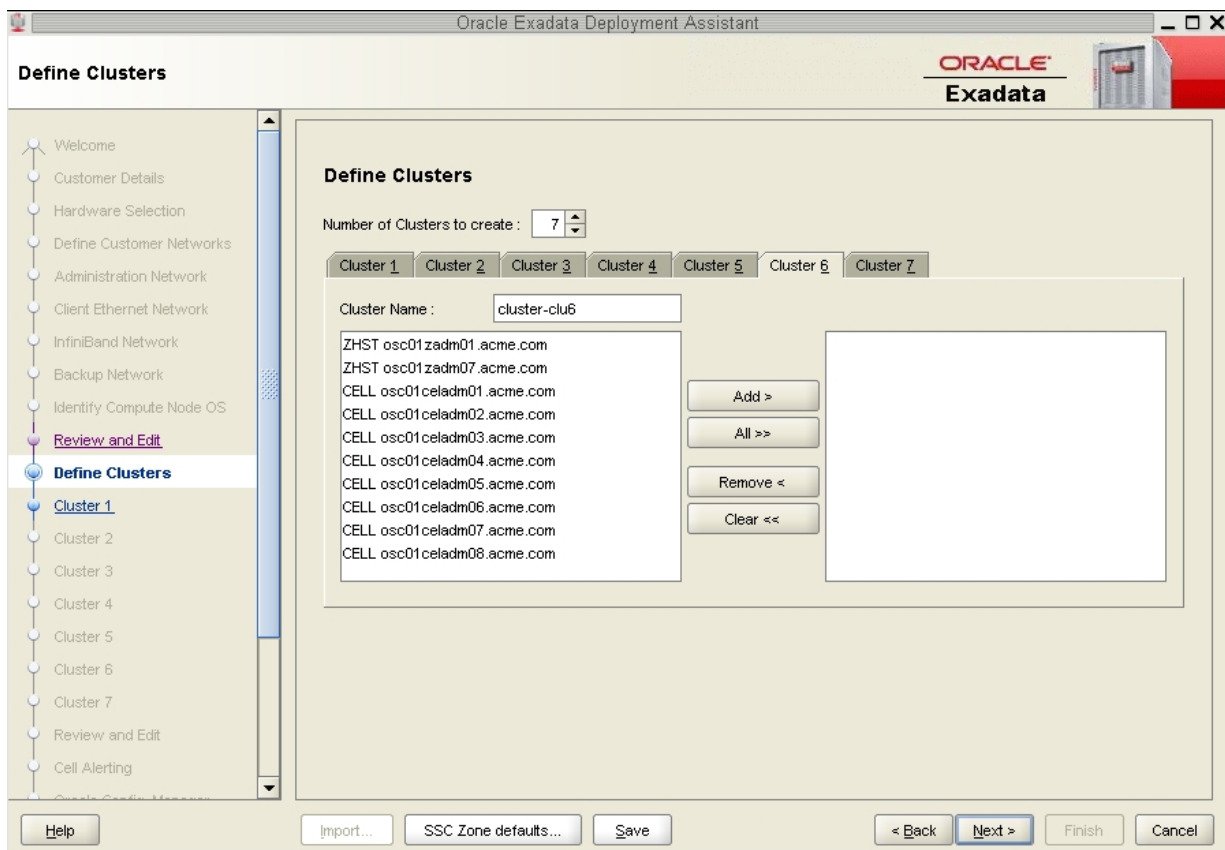 Oracle Exadata Deployment Assistant
Define Clusters
ORACLE
Exadata
Welcome
Customer Details
Hardware Selection
Define Customer Networks
Administration Network
Client Ethernet Network
InfiniBand Network
Backup Network
Identify Compute Node OS
Review and Edit
Define Clusters
Cluster 1
Cluster 2
Cluster 3
Cluster 4
Cluster 5
Cluster 6
Cluster 7
Review and Edit
Cell Alerting
Define Clusters
Number of Clusters to create : 7
Cluster 1 Cluster 2 Cluster 3 Cluster 4 Cluster 5 Cluster 6 Cluster 7
Cluster Name : cluster-clu6
ZHST osc01zadm01.acme.com
ZHST osc01zadm07.acme.com
CELL osc01celadm01.acme.com
CELL osc01celadm02.acme.com
CELL osc01celadm03.acme.com
CELL osc01celadm04.acme.com
CELL osc01celadm05.acme.com
CELL osc01celadm06.acme.com
CELL osc01celadm07.acme.com
CELL osc01celadm08.acme.com
Add >
All >>
Remove <
Clear <<
Help Import... SSC Zone defaults... Save < Back Next > Finish Cancel